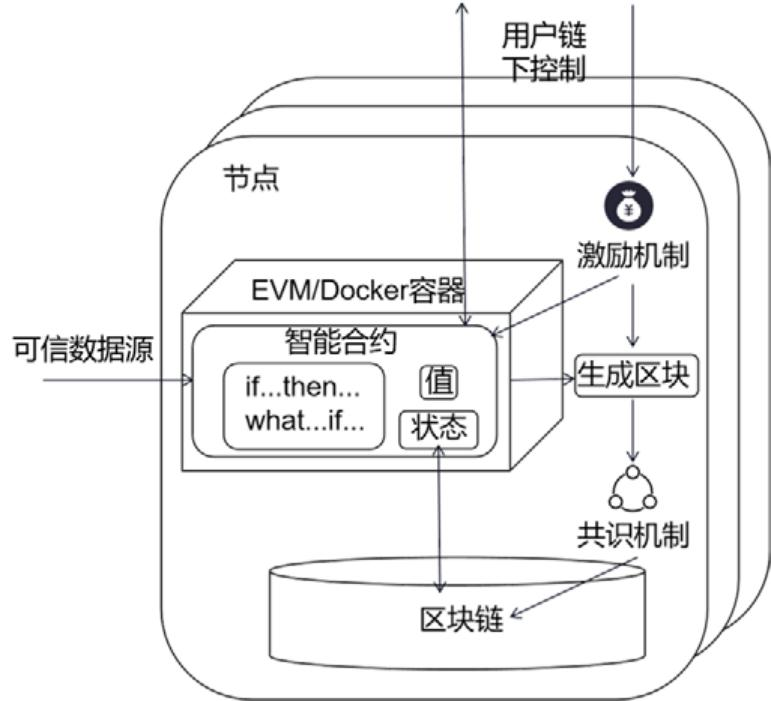 用户链
下控制
节点
激励机制
EVM/Docker容器
可信数据源
智能合约
if...then...
what...if...
值
状态
生成区块
共识机制
区块链